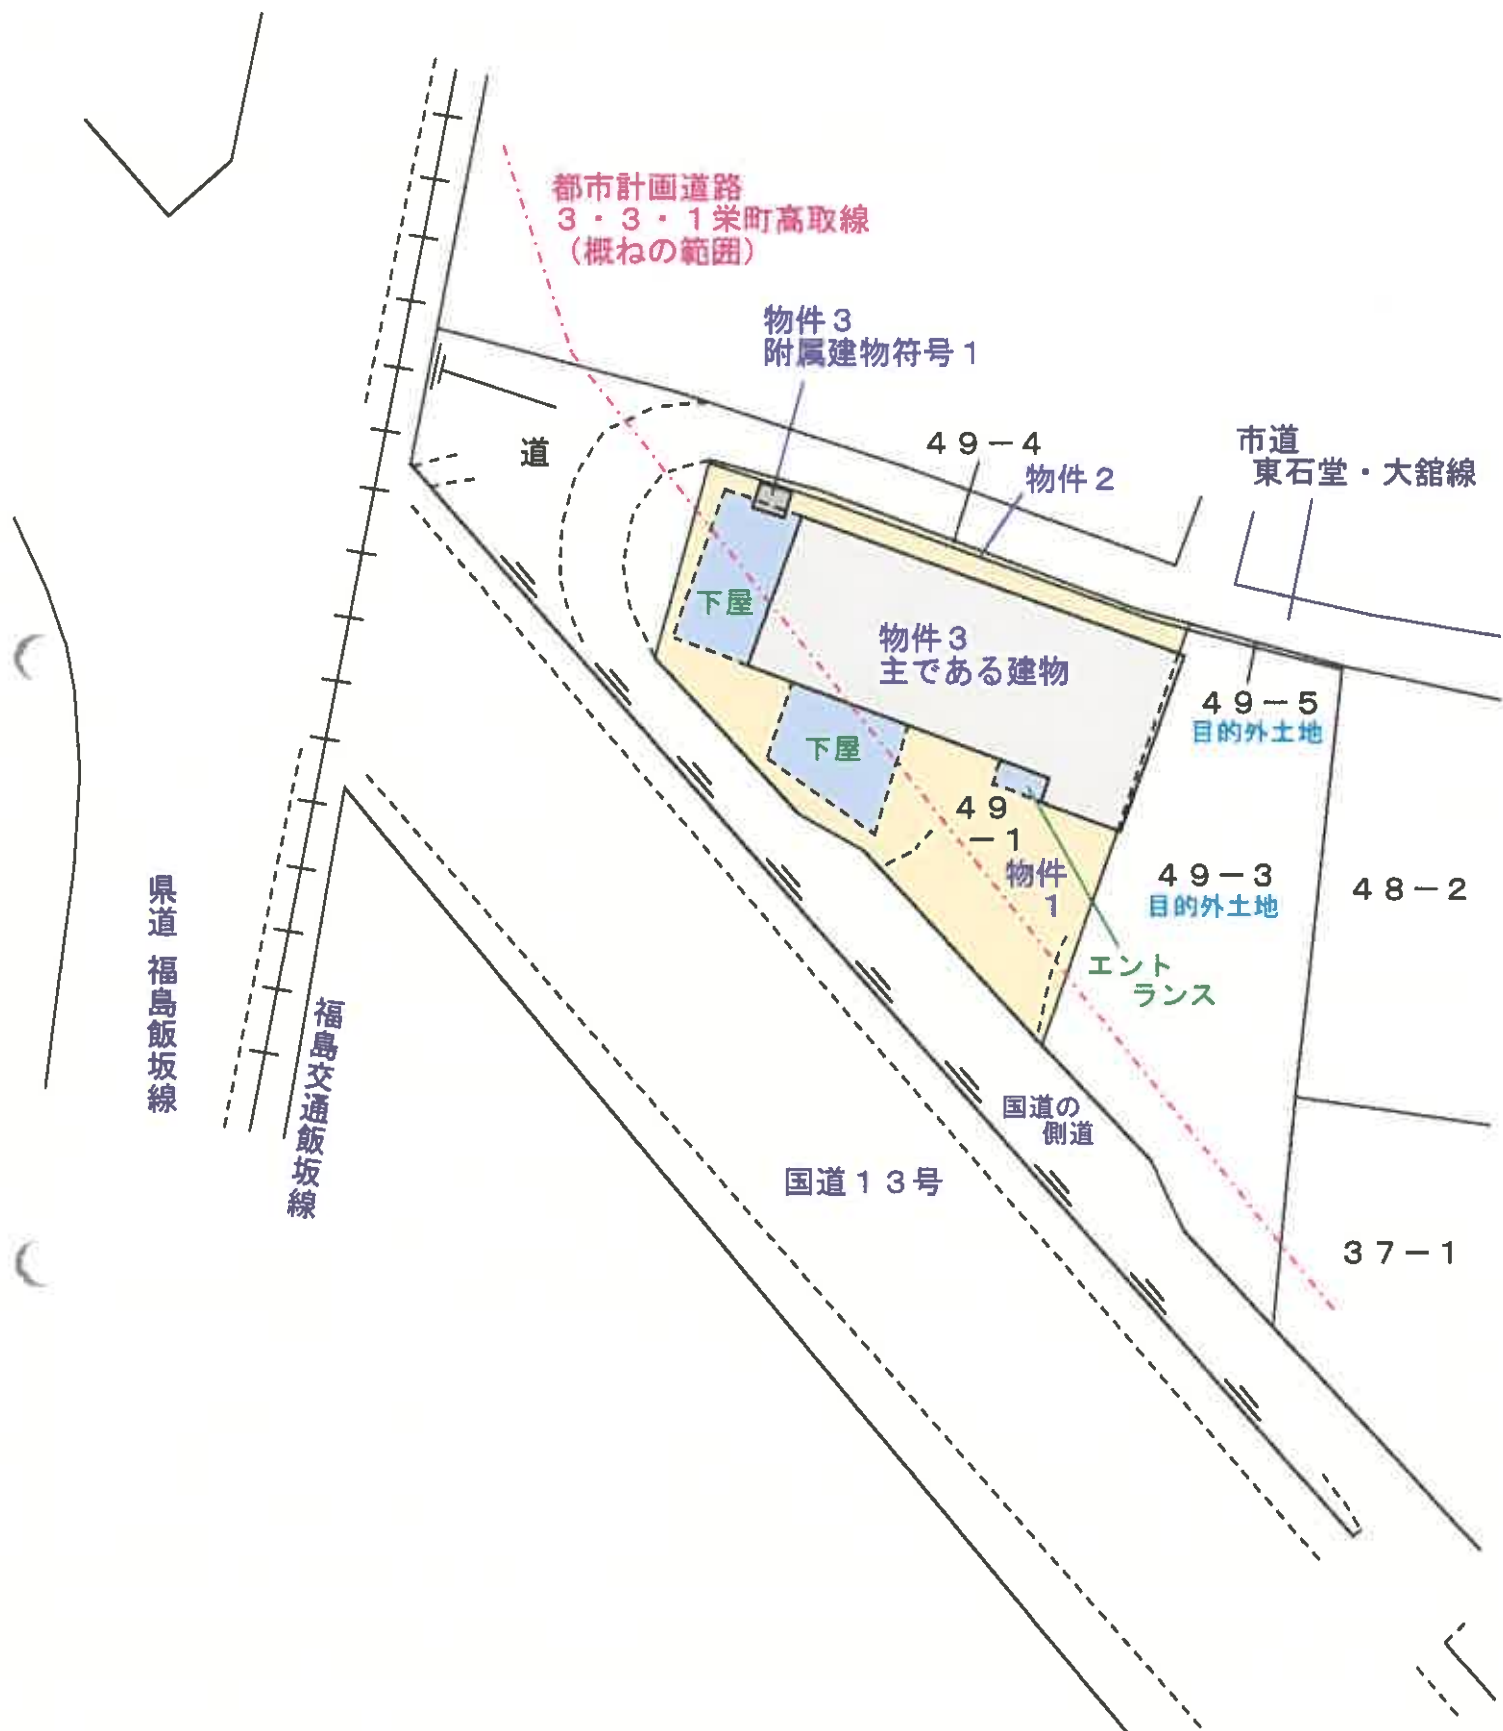 都市計画道路
3・3・1栄町高取線
（概ねの範囲）
物件3
附属建物符号1
49-4
物件2
市道
東石堂・大舘線
道
下屋
物件3
主である建物
49-5
目的外土地
下屋
49
-1
物件
1
49-3
目的外土地
48-2
エント
ランス
県道 福島飯坂線
福島交通飯坂線
国道の
側道
国道13号
37-1